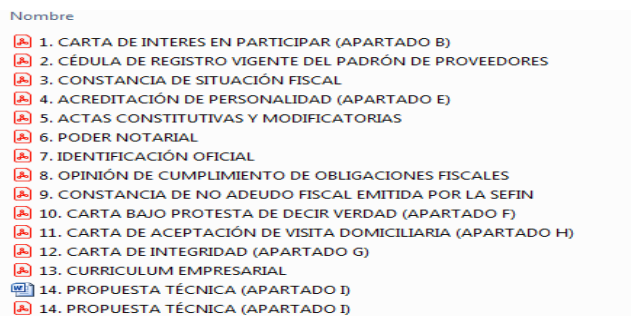 Nombre
1. CARTA DE INTERES EN PARTICIPAR (APARTADO B)
2. CÉDULA DE REGISTRO VIGENTE DEL PADRÓN DE PROVEEDORES
3. CONSTANCIA DE SITUACIÓN FISCAL
4. ACREDITACIÓN DE PERSONALIDAD (APARTADO E)
5. ACTAS CONSTITUTIVAS Y MODIFICATORIAS
6. PODER NOTARIAL
7. IDENTIFICACIÓN OFICIAL
8. OPINIÓN DE CUMPLIMIENTO DE OBLIGACIONES FISCALES
9. CONSTANCIA DE NO ADEUDO FISCAL EMITIDA POR LA SEFIN
10. CARTA BAJO PROTESTA DE DECIR VERDAD (APARTADO F)
11. CARTA DE ACEPTACIÓN DE VISITA DOMICILIARIA (APARTADO H)
12. CARTA DE INTEGRIDAD (APARTADO G)
13. CURRICULUM EMPRESARIAL
14. PROPUESTA TÉCNICA (APARTADO I)
14. PROPUESTA TÉCNICA (APARTADO I)